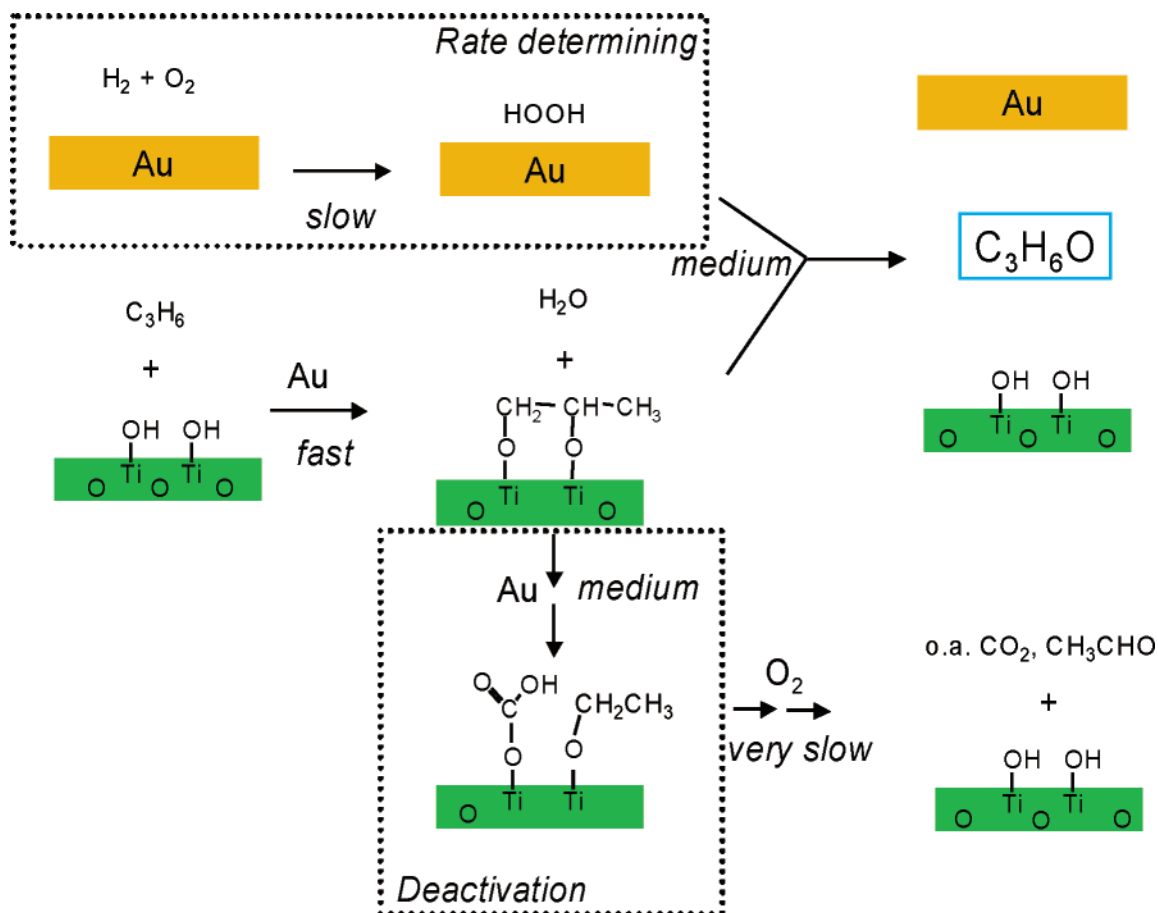 Rate determining
H₂ + O₂
HOOH
Au
Au
Au
slow
medium
C₃H₆O
C₃H₆
+
H₂O
+
Au
fast
OH OH
Ti Ti
O O O
CH₂ CH CH₃
O O
Ti Ti
O O
OH OH
Ti Ti
O O O
Au medium
O OH
C
O
CH₂CH₃
O
Ti Ti
O
Deactivation
O₂
very slow
o.a. CO₂, CH₃CHO
+
OH OH
Ti Ti
O O O